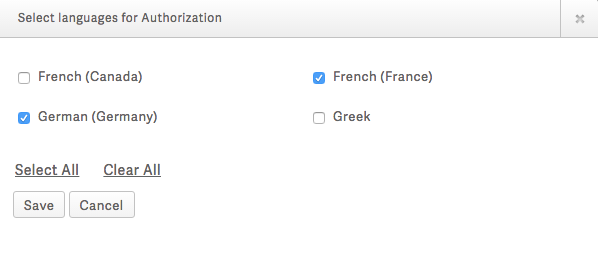 Select languages for Authorization
French (Canada) French (France)
German (Germany) Greek
Select All Clear All
Save Cancel